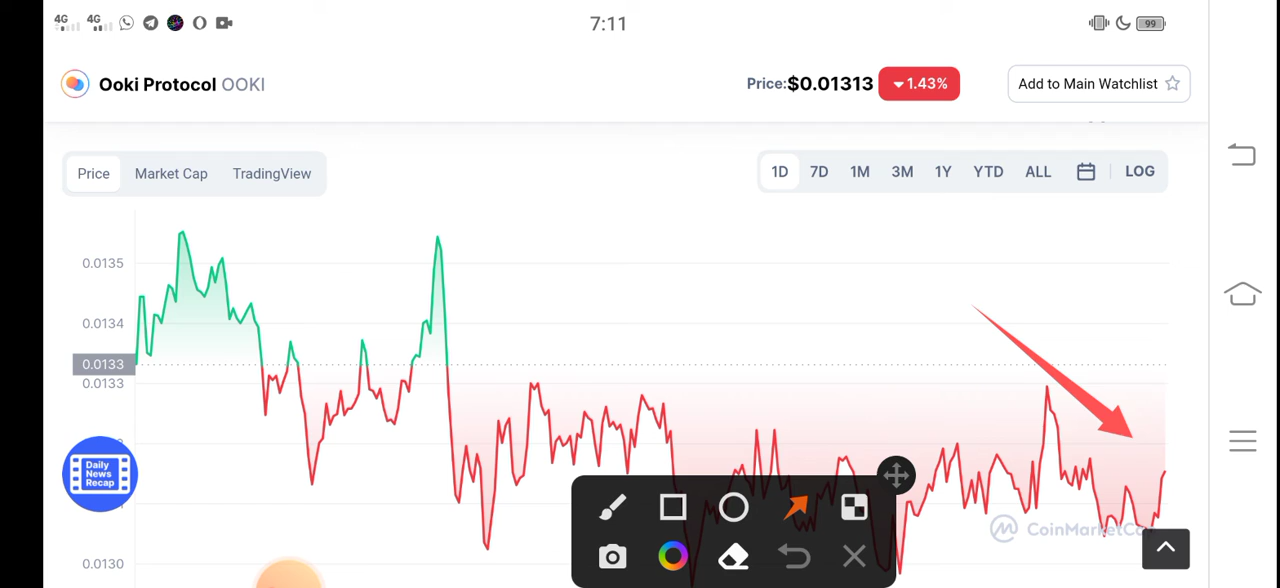 4G 4G 7:11 99
Ooki Protocol OOKI Price:$0.01313 1.43% Add to Main Watchlist
Price Market Cap TradingView 1D 7D 1M 3M 1Y YTD ALL LOG
0.0135
0.0134
0.0133
0.0133
Daily
News
Recap
CoinMarketCa
0.0130